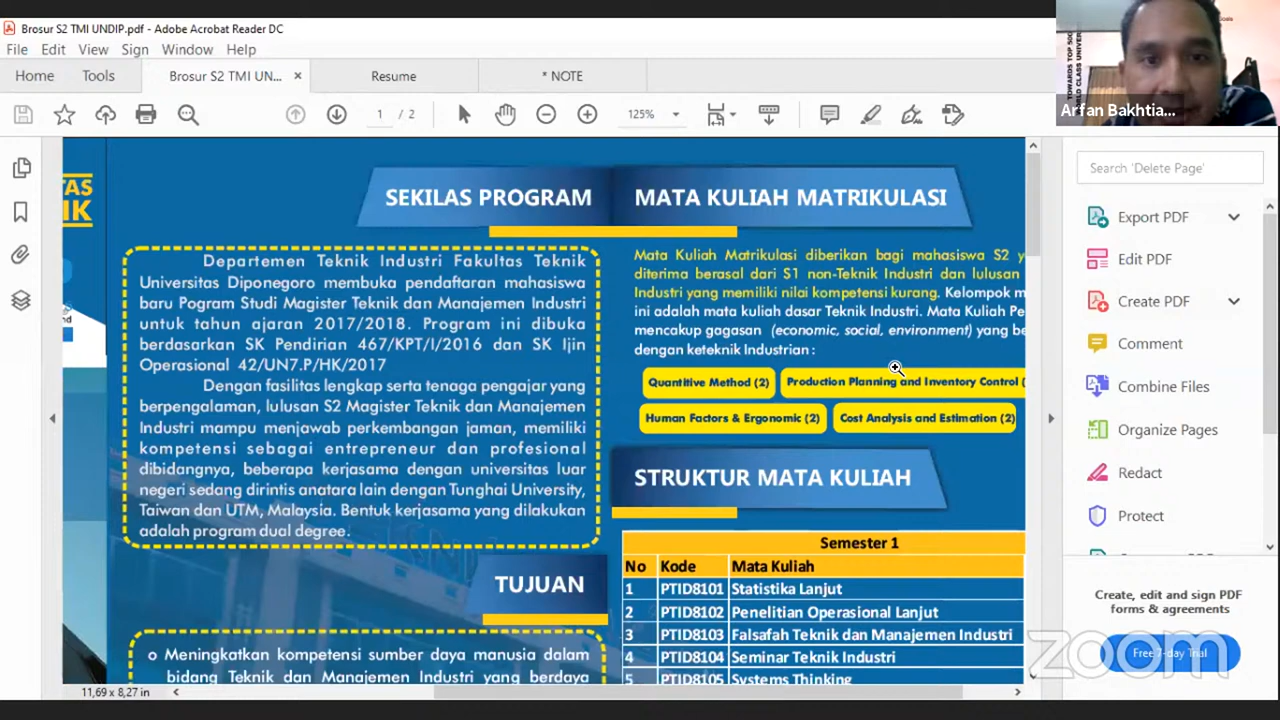 Brosur S2 TMI UNDIP.pdf - Adobe Acrobat Reader DC
File Edit View Sign Window Help
Home Tools Brosur S2 TMI UN... × Resume * NOTE
1 / 2 125%
TOWARDS TOP 500
Arfan Bakhtia...
TAS
IK
SEKILAS PROGRAM
Departemen Teknik Industri Fakultas Teknik
Universitas Diponegoro membuka pendaftaran mahasiswa
baru Pogram Studi Magister Teknik dan Manajemen Industri
untuk tahun ajaran 2017/2018. Program ini dibuka
berdasarkan SK Pendirian 467/KPT/I/2016 dan SK Ijin
Operasional 42/UN7.P/HK/2017
Dengan fasilitas lengkap serta tenaga pengajar yang
berpengalaman, lulusan S2 Magister Teknik dan Manajemen
Industri mampu menjawab perkembangan jaman, memiliki
kompetensi sebagai entrepreneur dan profesional
dibidangnya, beberapa kerjasama dengan universitas luar
negeri sedang dirintis anatara lain dengan Tunghai University,
Taiwan dan UTM, Malaysia. Bentuk kerjasama yang dilakukan
adalah program dual degree.
TUJUAN
o Meningkatkan kompetensi sumber daya manusia dalam
bidang Teknik dan Manajemen Industri yang berdaya
MATA KULIAH MATRIKULASI
Mata Kuliah Matrikulasi diberikan bagi mahasiswa S2 y
diterima berasal dari S1 non-Teknik Industri dan lulusan
Industri yang memiliki nilai kompetensi kurang. Kelompok m
ini adalah mata kuliah dasar Teknik Industri. Mata Kuliah Pe
mencakup gagasan (economic, social, environment) yang be
dengan keteknik Industrian :
Quantitive Method (2) Production Planning and Inventory Control (
Human Factors & Ergonomic (2) Cost Analysis and Estimation (2)
STRUKTUR MATA KULIAH
Semester 1
No Kode Mata Kuliah
1 PTID8101 Statistika Lanjut
2 PTID8102 Penelitian Operasional Lanjut
3 PTID8103 Falsafah Teknik dan Manajemen Industri
4 PTID8104 Seminar Teknik Industri
5 PTID8105 Systems Thinking
11,69 x 8,27 in
Search 'Delete Page'
Export PDF
Edit PDF
Create PDF
Comment
Combine Files
Organize Pages
Redact
Protect
Create, edit and sign PDF
forms & agreements
Free 7-day Trial
zoom